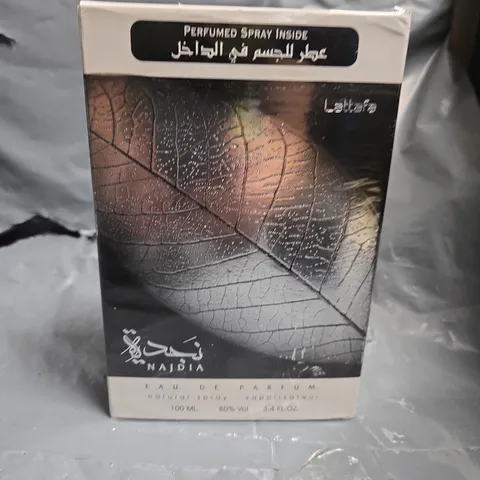 PERFUMED SPRAY INSIDE
عطر للجسم في الداخل
Lattafa
نجدية
NAJDIA
EAU DE PARFUM
natural spray vaporisateur
100 ML. 80% Vol 3.4 FL.OZ.